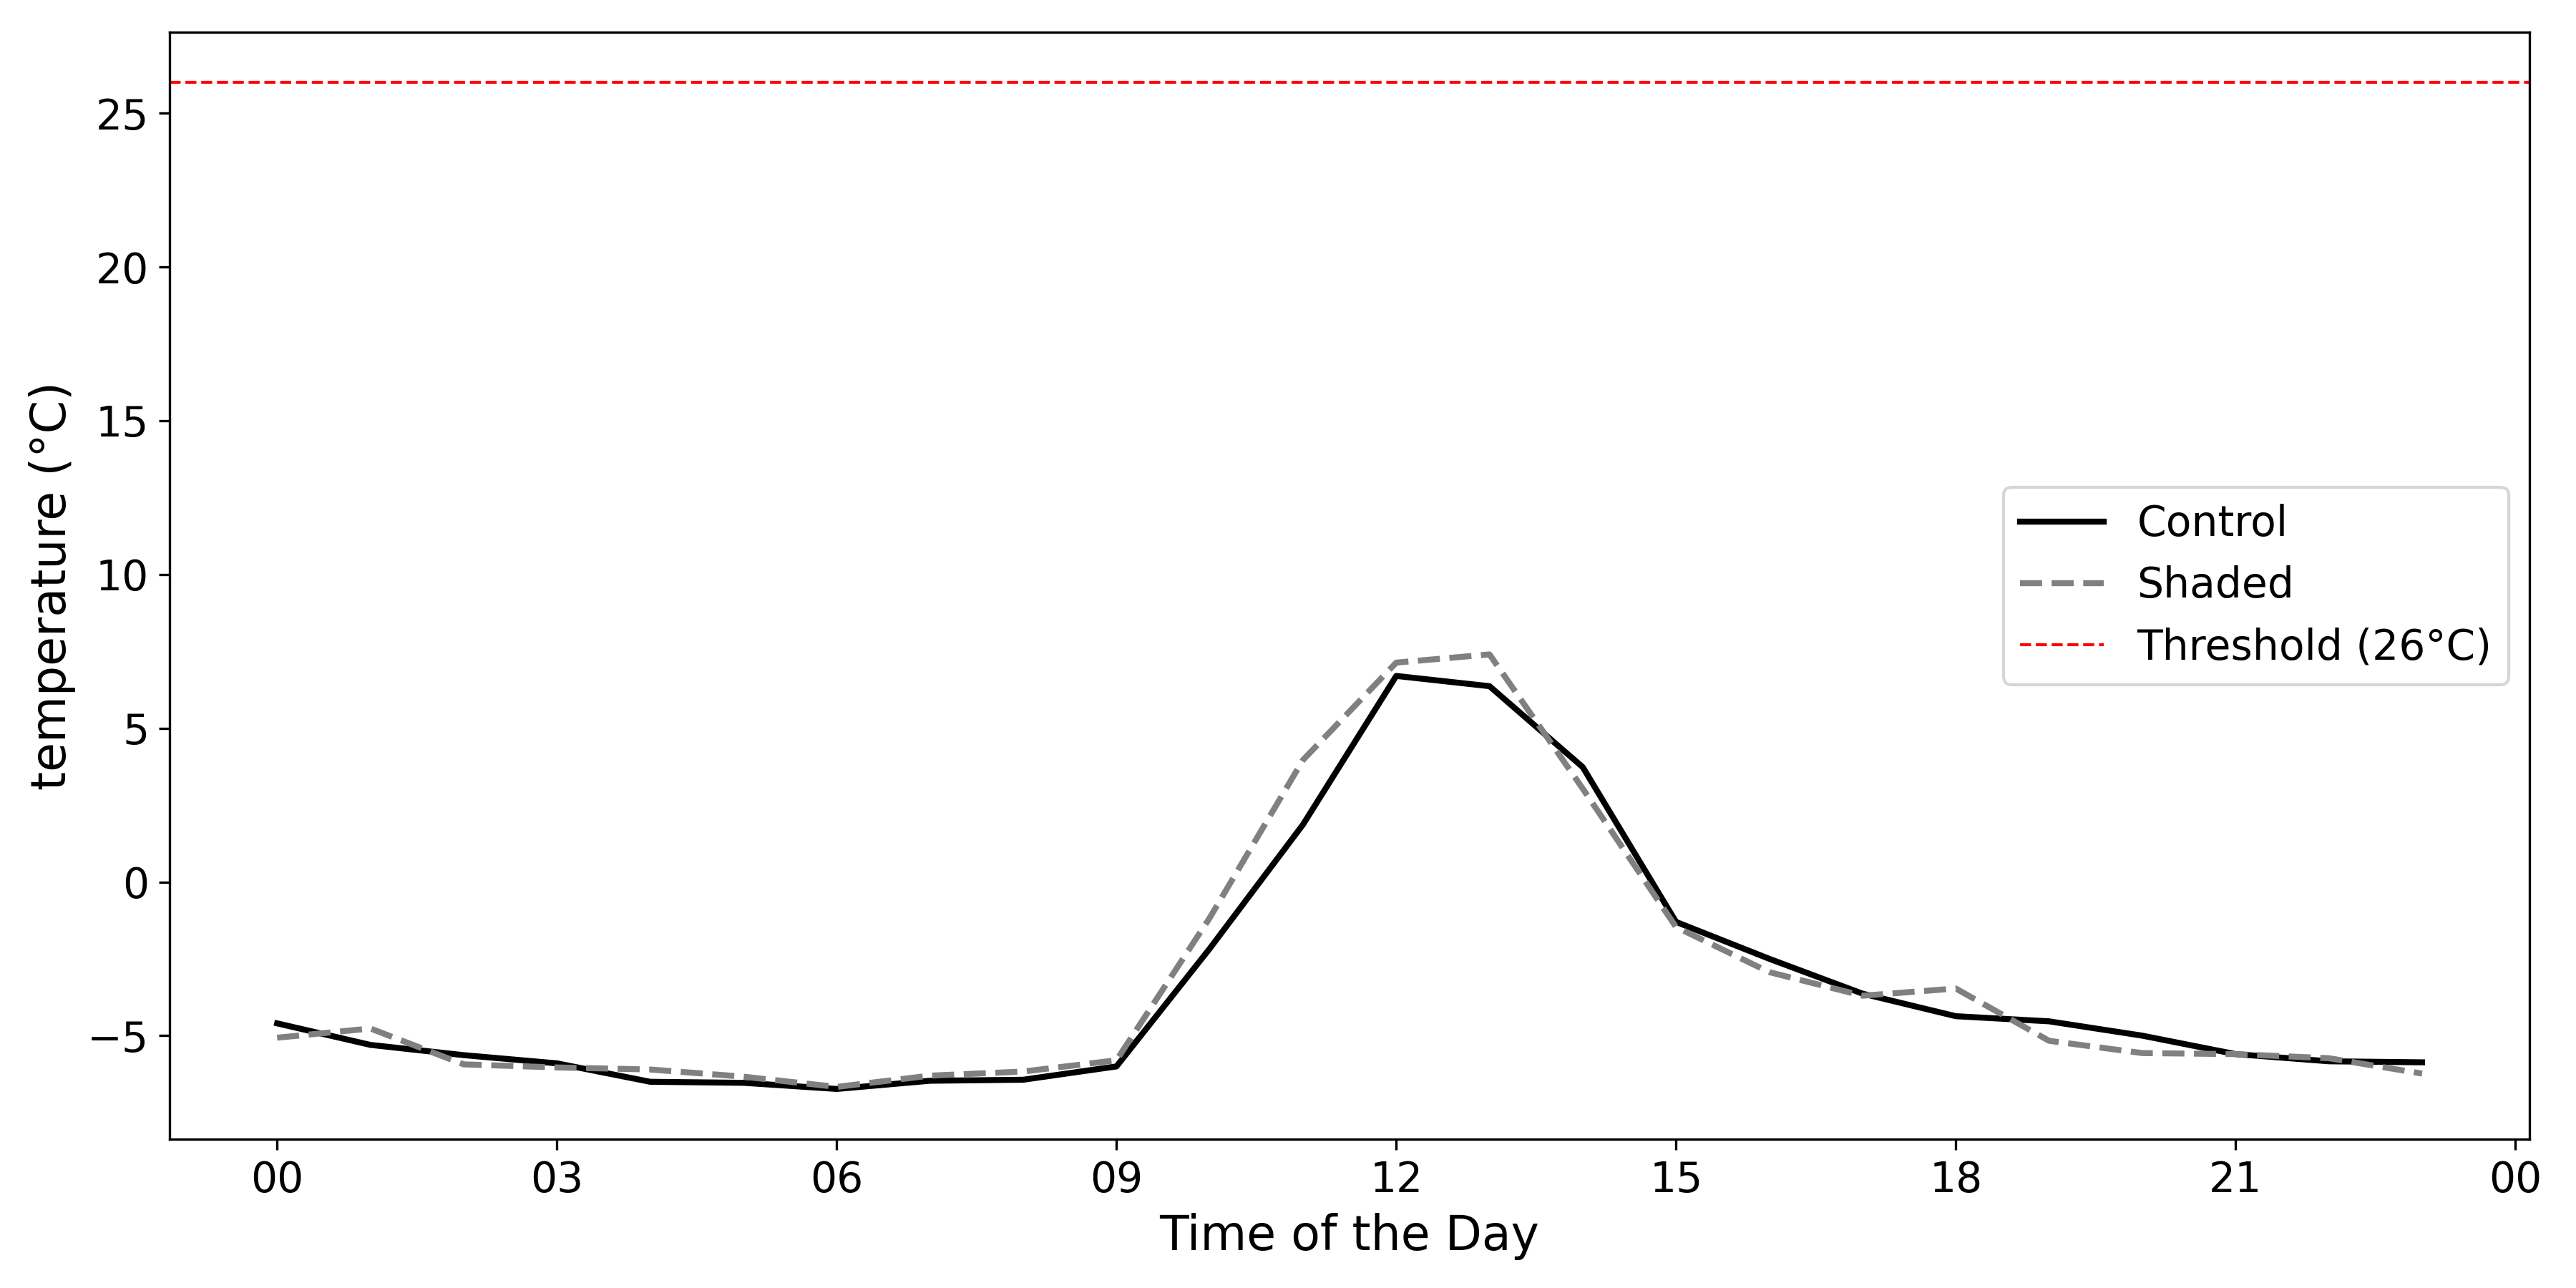 25
20
15
10
5
0
−5
temperature (°C)
Control
Shaded
Threshold (26°C)
00 03 06 09 12 15 18 21 00
Time of the Day